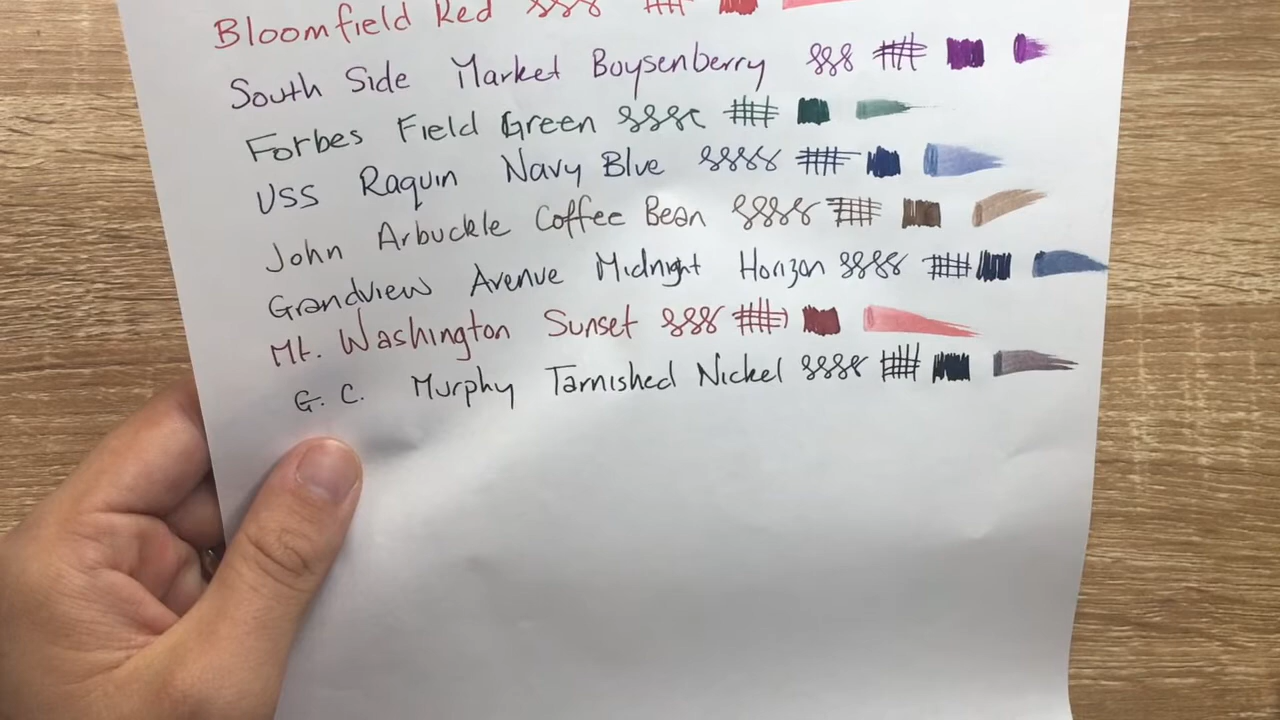 Bloomfield Red
South Side Market Boysenberry
Forbes Field Green
USS Raquin Navy Blue
John Arbuckle Coffee Bean
Grandview Avenue Midnight Horizon
Mt. Washington Sunset
G. C. Murphy Tarnished Nickel